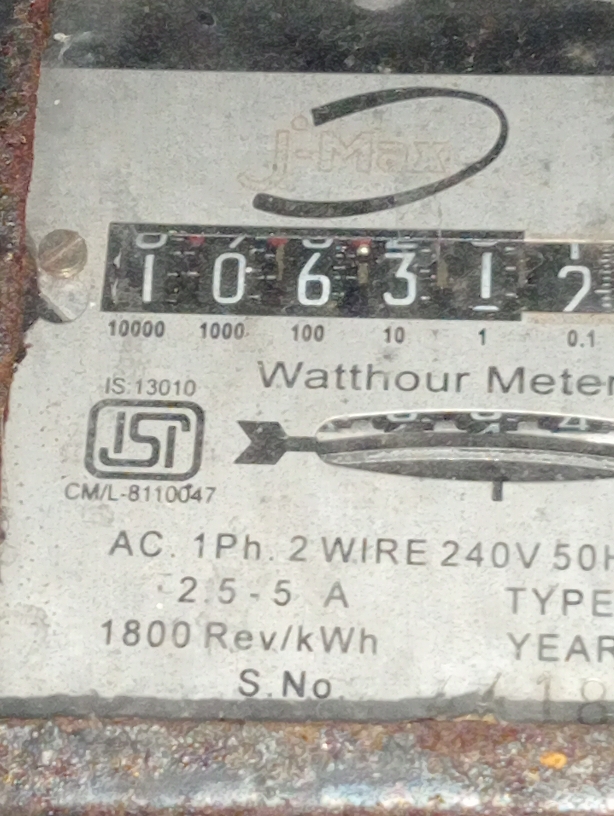 j-Max
1 0 6 3 1 2
10000 1000 100 10 1 0.1
Watthour Meter
IS:13010
ISI
CM/L-8110047
AC. 1Ph. 2 WIRE 240V 50H
2.5-5 A TYPE
1800 Rev/kWh YEAR
S.No.